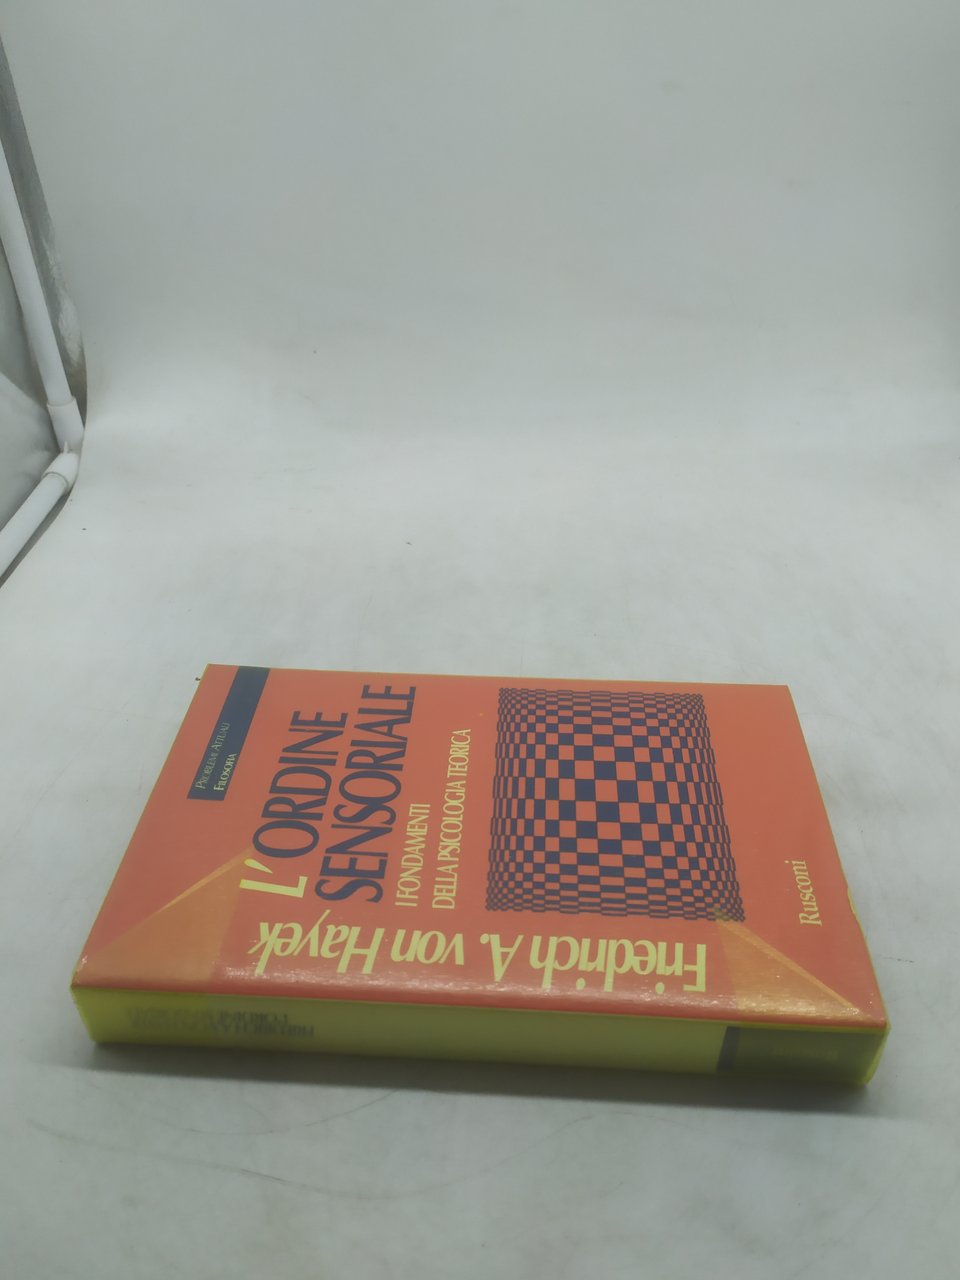 PROBLEMI ATTUALI
FILOSOFIA
L'ORDINE
SENSORIALE
I FONDAMENTI
DELLA PSICOLOGIA TEORICA
Friedrich A. von Hayek
Rusconi